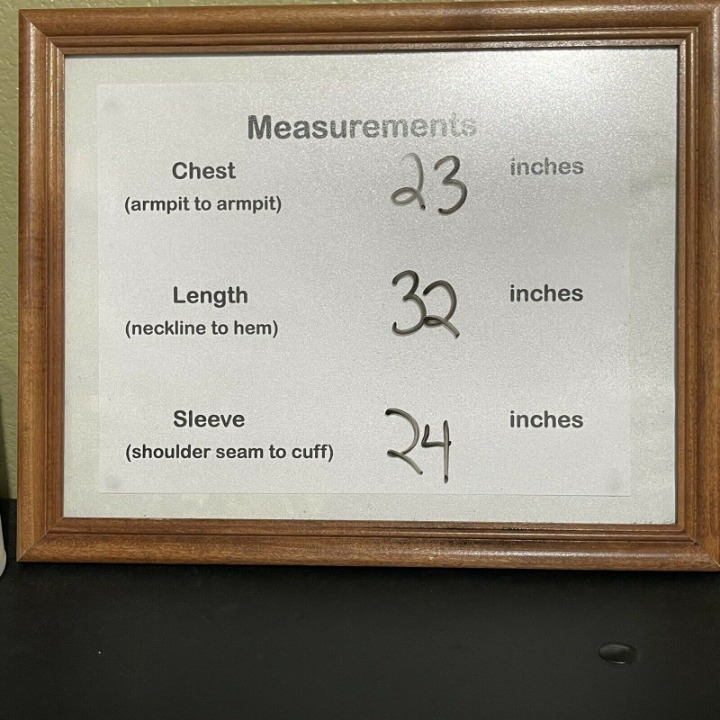 Measurements
Chest 23 inches
(armpit to armpit)
Length 32 inches
(neckline to hem)
Sleeve 24 inches
(shoulder seam to cuff)